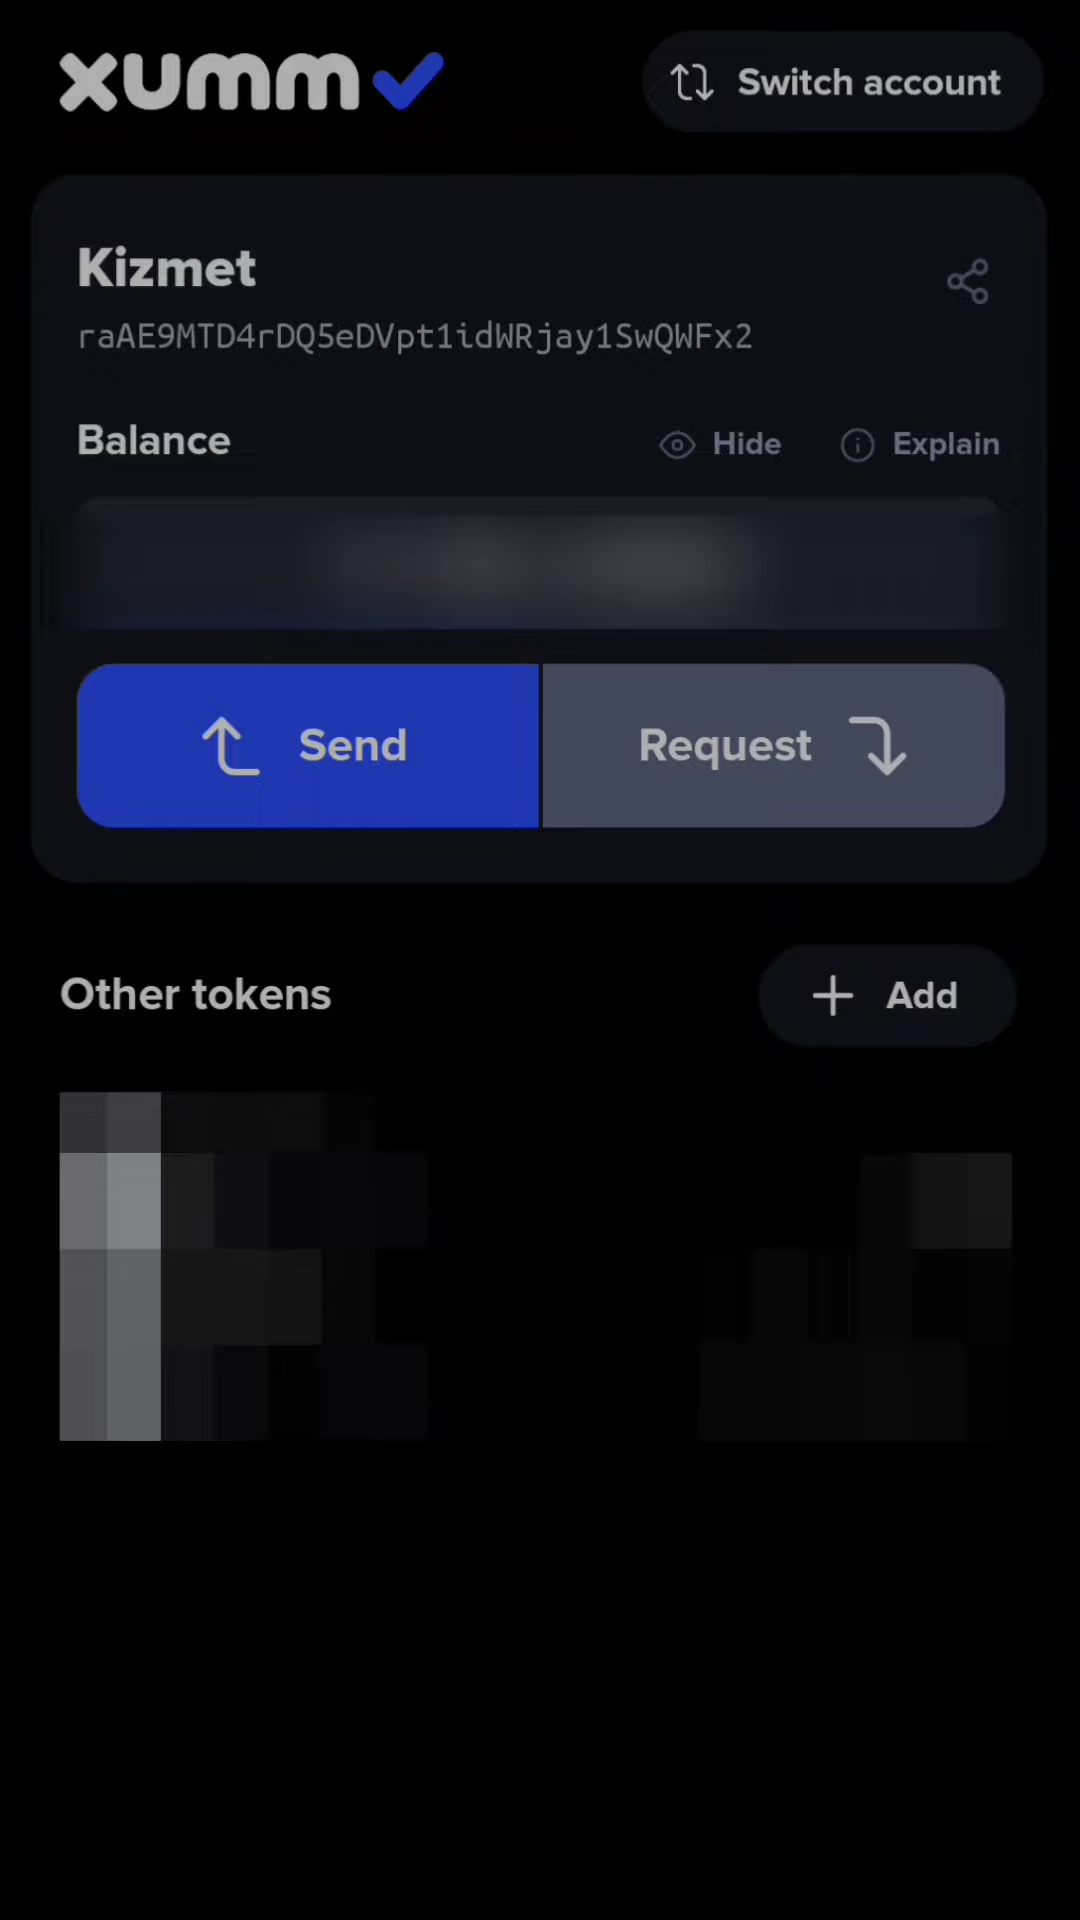 xumm
Switch account
Kizmet
raAE9MTD4rDQ5eDVpt1idWRjay1SwQWFx2
Balance
Hide
Explain
Send
Request
Other tokens
Add